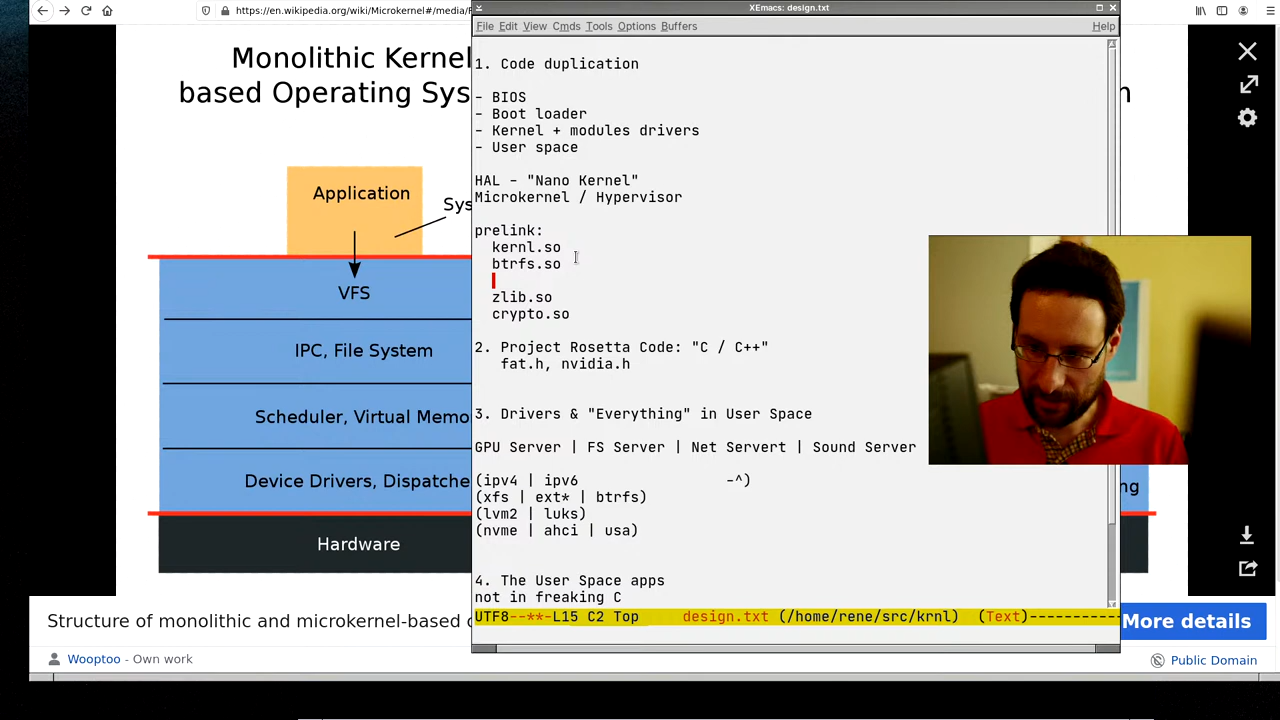 https://en.wikipedia.org/wiki/Microkernel#/media/F
Monolithic Kernel
based Operating Sys
Application
Sys
VFS
IPC, File System
Scheduler, Virtual Memo
Device Drivers, Dispatche
Hardware
Structure of monolithic and microkernel-based o
Wooptoo - Own work
XEmacs: design.txt
File Edit View Cmds Tools Options Buffers Help
1. Code duplication
- BIOS
- Boot loader
- Kernel + modules drivers
- User space
HAL - "Nano Kernel"
Microkernel / Hypervisor
prelink:
kernl.so
btrfs.so
zlib.so
crypto.so
2. Project Rosetta Code: "C / C++"
fat.h, nvidia.h
3. Drivers & "Everything" in User Space
GPU Server | FS Server | Net Servert | Sound Server
(ipv4 | ipv6 -^)
(xfs | ext* | btrfs)
(lvm2 | luks)
(nvme | ahci | usa)
4. The User Space apps
not in freaking C
UTF8--**-L15 C2 Top design.txt (/home/rene/src/krnl) (Text)-----------
n
ng
More details
Public Domain